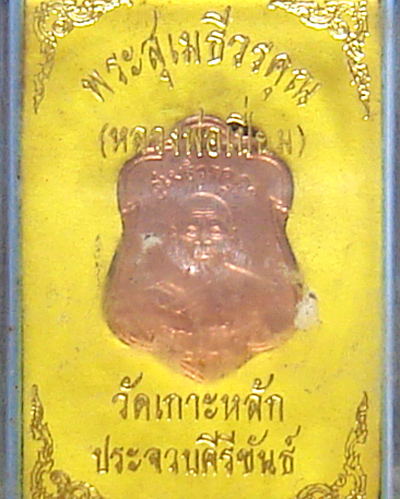 พระสุเมธีวรคุณ
(หลวงพ่อเปี่ยม)
วัดเกาะหลัก
ประจวบคีรีขันธ์